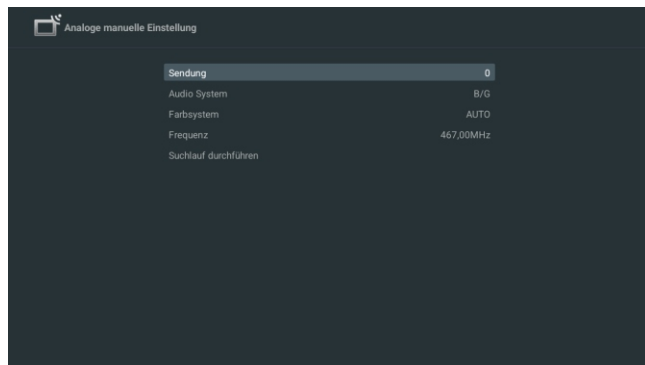 Analoge manuelle Einstellung
Sendung 0
Audio System B/G
Farbsystem AUTO
Frequenz 467,00MHz
Suchlauf durchführen